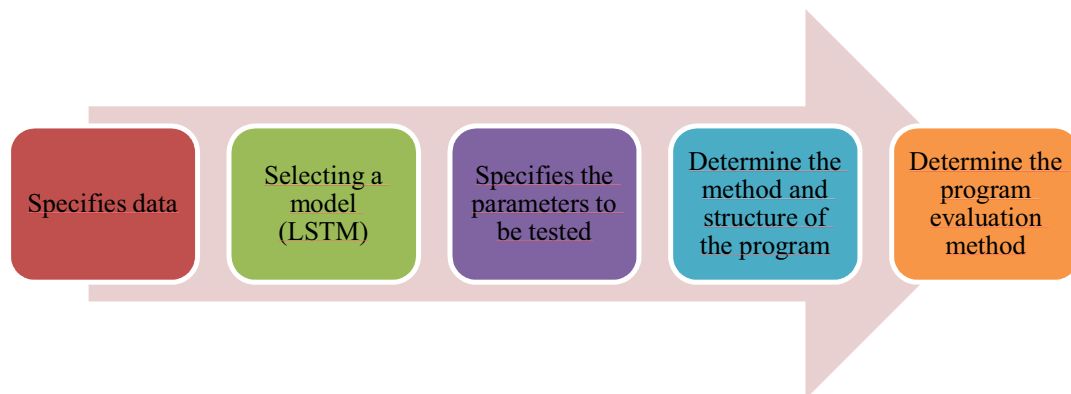 Specifies data
Selecting a
model
(LSTM)
Specifies the
parameters to
be tested
Determine the
method and
structure of
the program
Determine the
program
evaluation
method